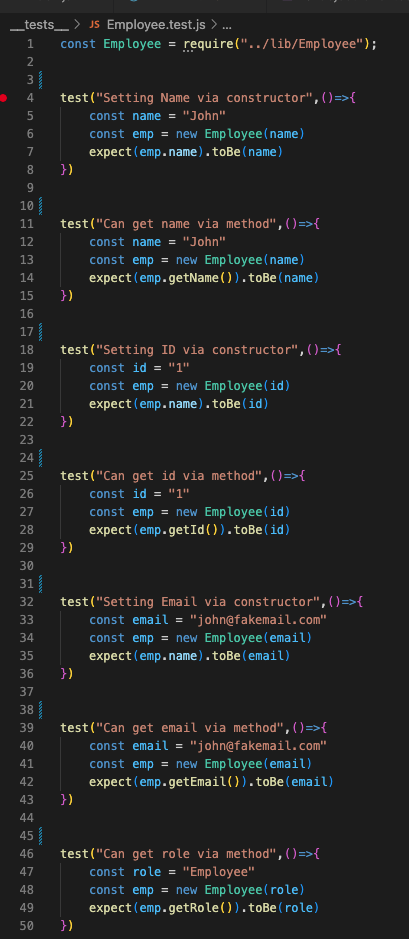 __tests__ > JS Employee.test.js > ...
1 const Employee = require("../lib/Employee");
2
3
4 test("Setting Name via constructor",()=>{
5 const name = "John"
6 const emp = new Employee(name)
7 expect(emp.name).toBe(name)
8 })
9
10
11 test("Can get name via method",()=>{
12 const name = "John"
13 const emp = new Employee(name)
14 expect(emp.getName()).toBe(name)
15 })
16
17
18 test("Setting ID via constructor",()=>{
19 const id = "1"
20 const emp = new Employee(id)
21 expect(emp.name).toBe(id)
22 })
23
24
25 test("Can get id via method",()=>{
26 const id = "1"
27 const emp = new Employee(id)
28 expect(emp.getId()).toBe(id)
29 })
30
31
32 test("Setting Email via constructor",()=>{
33 const email = "john@fakemail.com"
34 const emp = new Employee(email)
35 expect(emp.name).toBe(email)
36 })
37
38
39 test("Can get email via method",()=>{
40 const email = "john@fakemail.com"
41 const emp = new Employee(email)
42 expect(emp.getEmail()).toBe(email)
43 })
44
45
46 test("Can get role via method",()=>{
47 const role = "Employee"
48 const emp = new Employee(role)
49 expect(emp.getRole()).toBe(role)
50 })